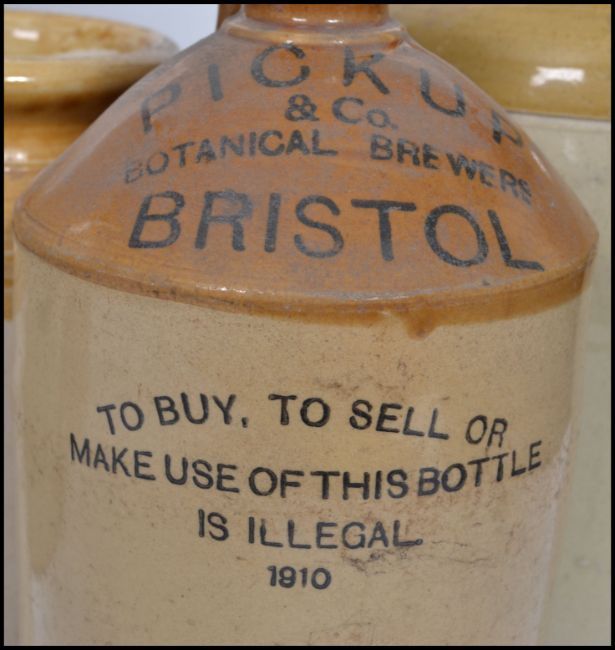 PICKUP
& Co.
BOTANICAL BREWERS
BRISTOL
TO BUY, TO SELL OR
MAKE USE OF THIS BOTTLE
IS ILLEGAL.
1910